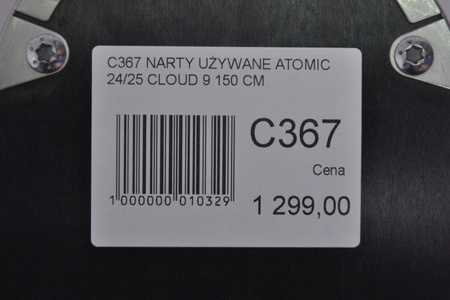 C367 NARTY UŻYWANE ATOMIC
24/25 CLOUD 9 150 CM
C367
Cena
1 000000 010329
1 299,00